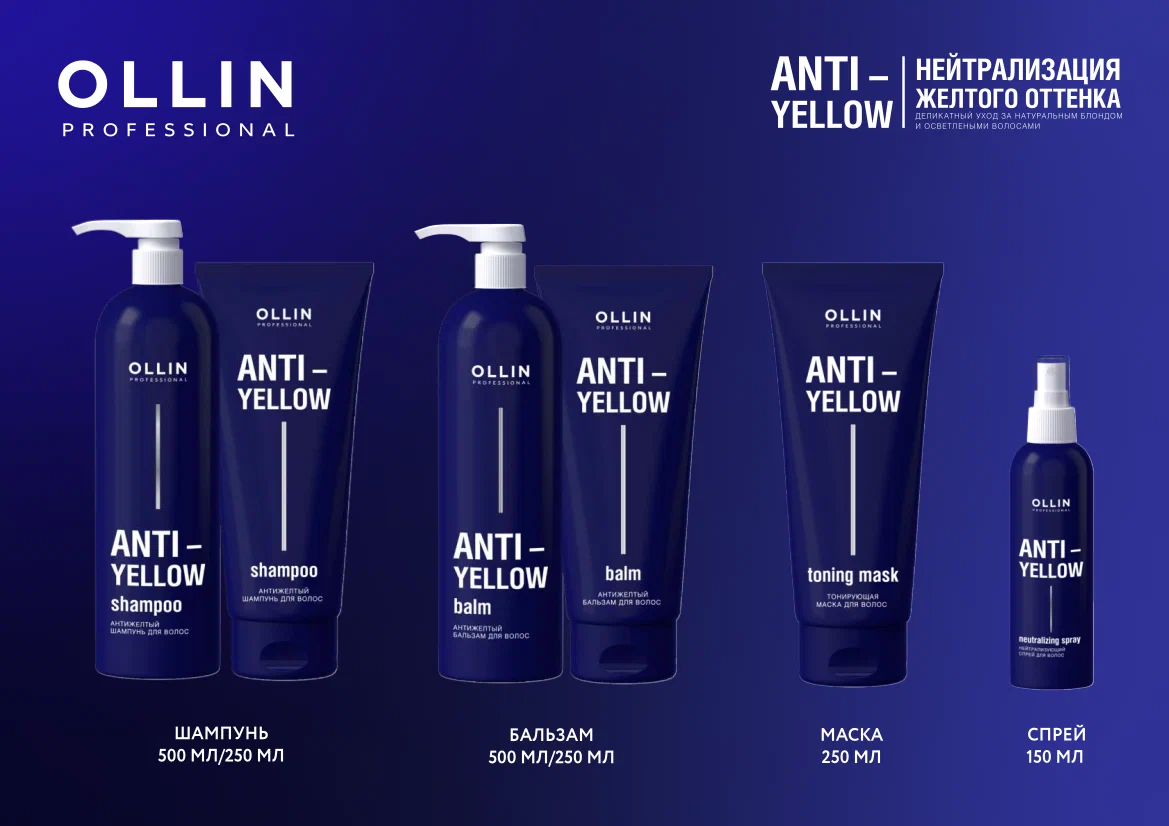 OLLIN
PROFESSIONAL
ANTI –
YELLOW
НЕЙТРАЛИЗАЦИЯ
ЖЕЛТОГО ОТТЕНКА
ДЕЛИКАТНЫЙ УХОД ЗА НАТУРАЛЬНЫМ БЛОНДОМ
И ОСВЕТЛЕНЫМИ ВОЛОСАМИ
OLLIN
PROFESSIONAL
ANTI –
YELLOW
shampoo
АНТИЖЕЛТЫЙ
ШАМПУНЬ ДЛЯ ВОЛОС
OLLIN
PROFESSIONAL
ANTI –
YELLOW
shampoo
АНТИЖЕЛТЫЙ
ШАМПУНЬ ДЛЯ ВОЛОС
OLLIN
PROFESSIONAL
ANTI –
YELLOW
balm
АНТИЖЕЛТЫЙ
БАЛЬЗАМ ДЛЯ ВОЛОС
OLLIN
PROFESSIONAL
ANTI –
YELLOW
balm
АНТИЖЕЛТЫЙ
БАЛЬЗАМ ДЛЯ ВОЛОС
OLLIN
PROFESSIONAL
ANTI –
YELLOW
toning mask
ТОНИРУЮЩАЯ
МАСКА ДЛЯ ВОЛОС
OLLIN
PROFESSIONAL
ANTI –
YELLOW
neutralizing spray
НЕЙТРАЛИЗУЮЩИЙ
СПРЕЙ ДЛЯ ВОЛОС
ШАМПУНЬ
500 МЛ/250 МЛ
БАЛЬЗАМ
500 МЛ/250 МЛ
МАСКА
250 МЛ
СПРЕЙ
150 МЛ